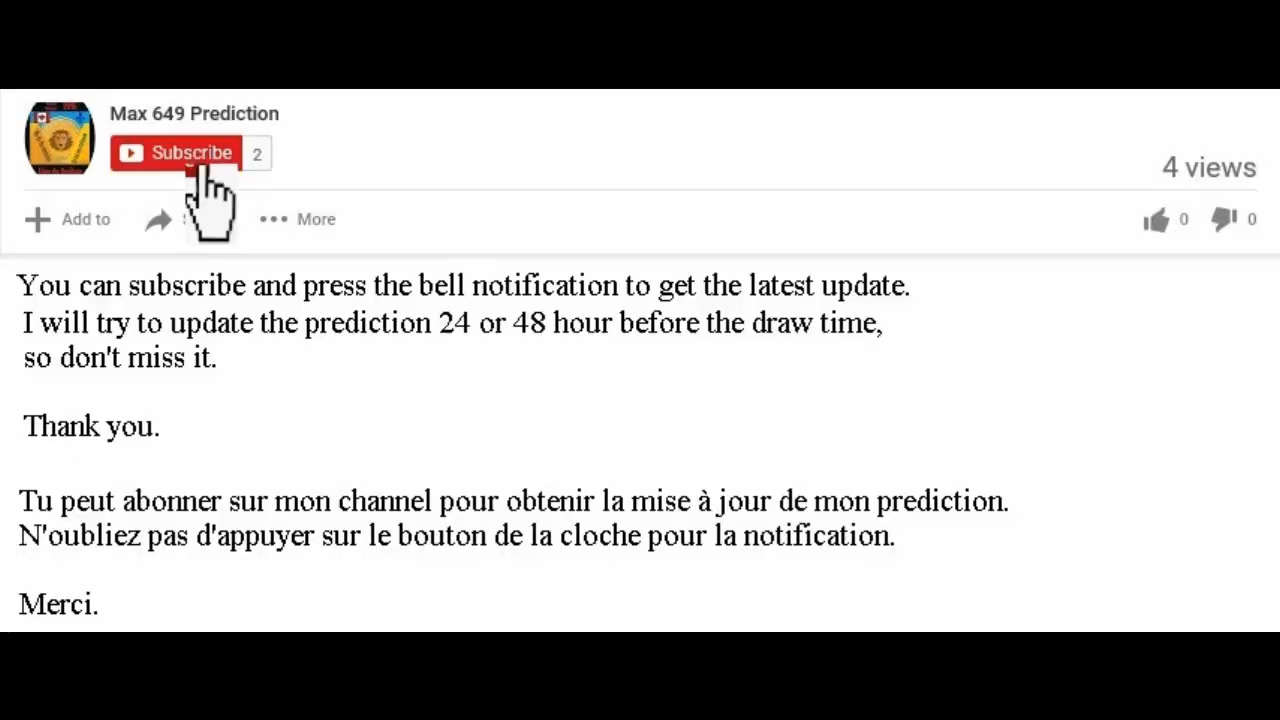 Max 649 Prediction
Subscribe 2
4 views
Add to
More
0 0
You can subscribe and press the bell notification to get the latest update.
I will try to update the prediction 24 or 48 hour before the draw time,
so don't miss it.
Thank you.
Tu peut abonner sur mon channel pour obtenir la mise à jour de mon prediction.
N'oubliez pas d'appuyer sur le bouton de la cloche pour la notification.
Merci.